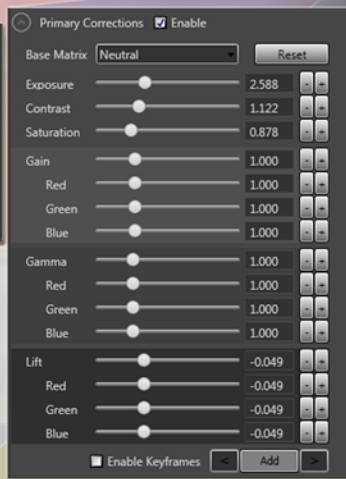 Primary Corrections Enable
Base Matrix Neutral Reset
Exposure 2.588 - +
Contrast 1.122 - +
Saturation 0.878 - +
Gain 1.000 - +
Red 1.000 - +
Green 1.000 - +
Blue 1.000 - +
Gamma 1.000 - +
Red 1.000 - +
Green 1.000 - +
Blue 1.000 - +
Lift -0.049 - +
Red -0.049 - +
Green -0.049 - +
Blue -0.049 - +
Enable Keyframes < Add >